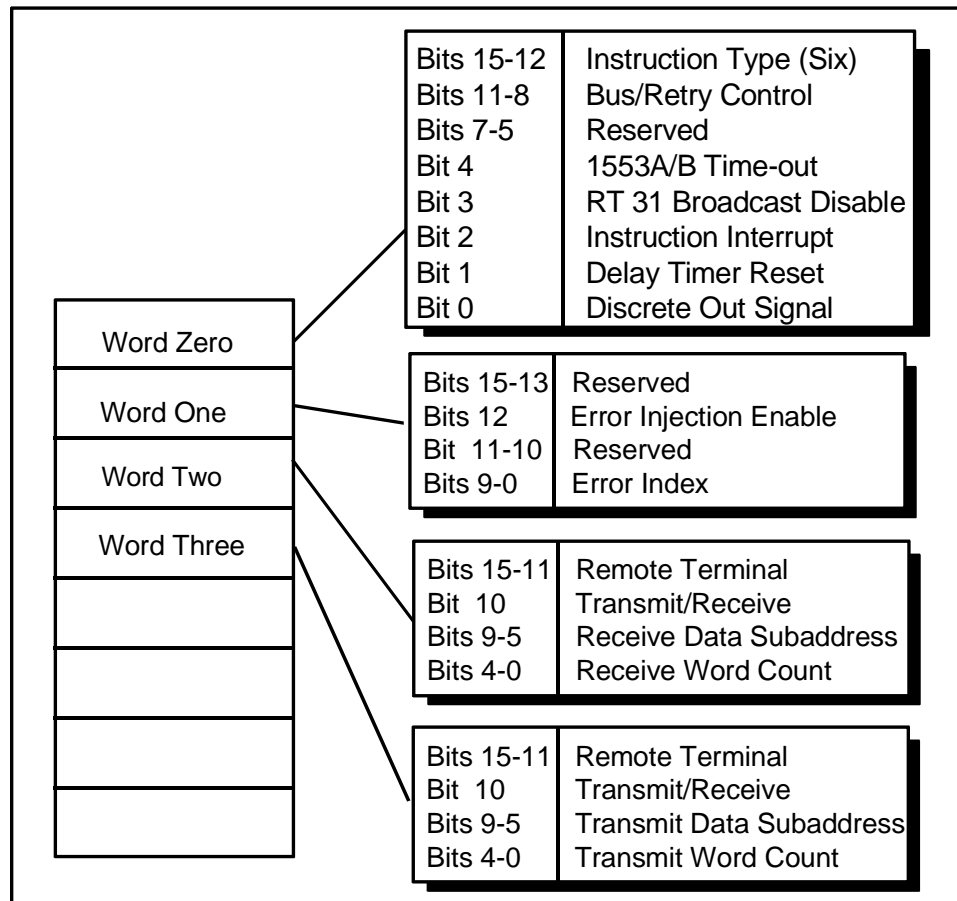 Bits 15-12 Instruction Type (Six)
Bits 11-8 Bus/Retry Control
Bits 7-5 Reserved
Bit 4 1553A/B Time-out
Bit 3 RT 31 Broadcast Disable
Bit 2 Instruction Interrupt
Bit 1 Delay Timer Reset
Bit 0 Discrete Out Signal
Word Zero
Word One
Word Two
Word Three
Bits 15-13 Reserved
Bits 12 Error Injection Enable
Bit 11-10 Reserved
Bits 9-0 Error Index
Bits 15-11 Remote Terminal
Bit 10 Transmit/Receive
Bits 9-5 Receive Data Subaddress
Bits 4-0 Receive Word Count
Bits 15-11 Remote Terminal
Bit 10 Transmit/Receive
Bits 9-5 Transmit Data Subaddress
Bits 4-0 Transmit Word Count